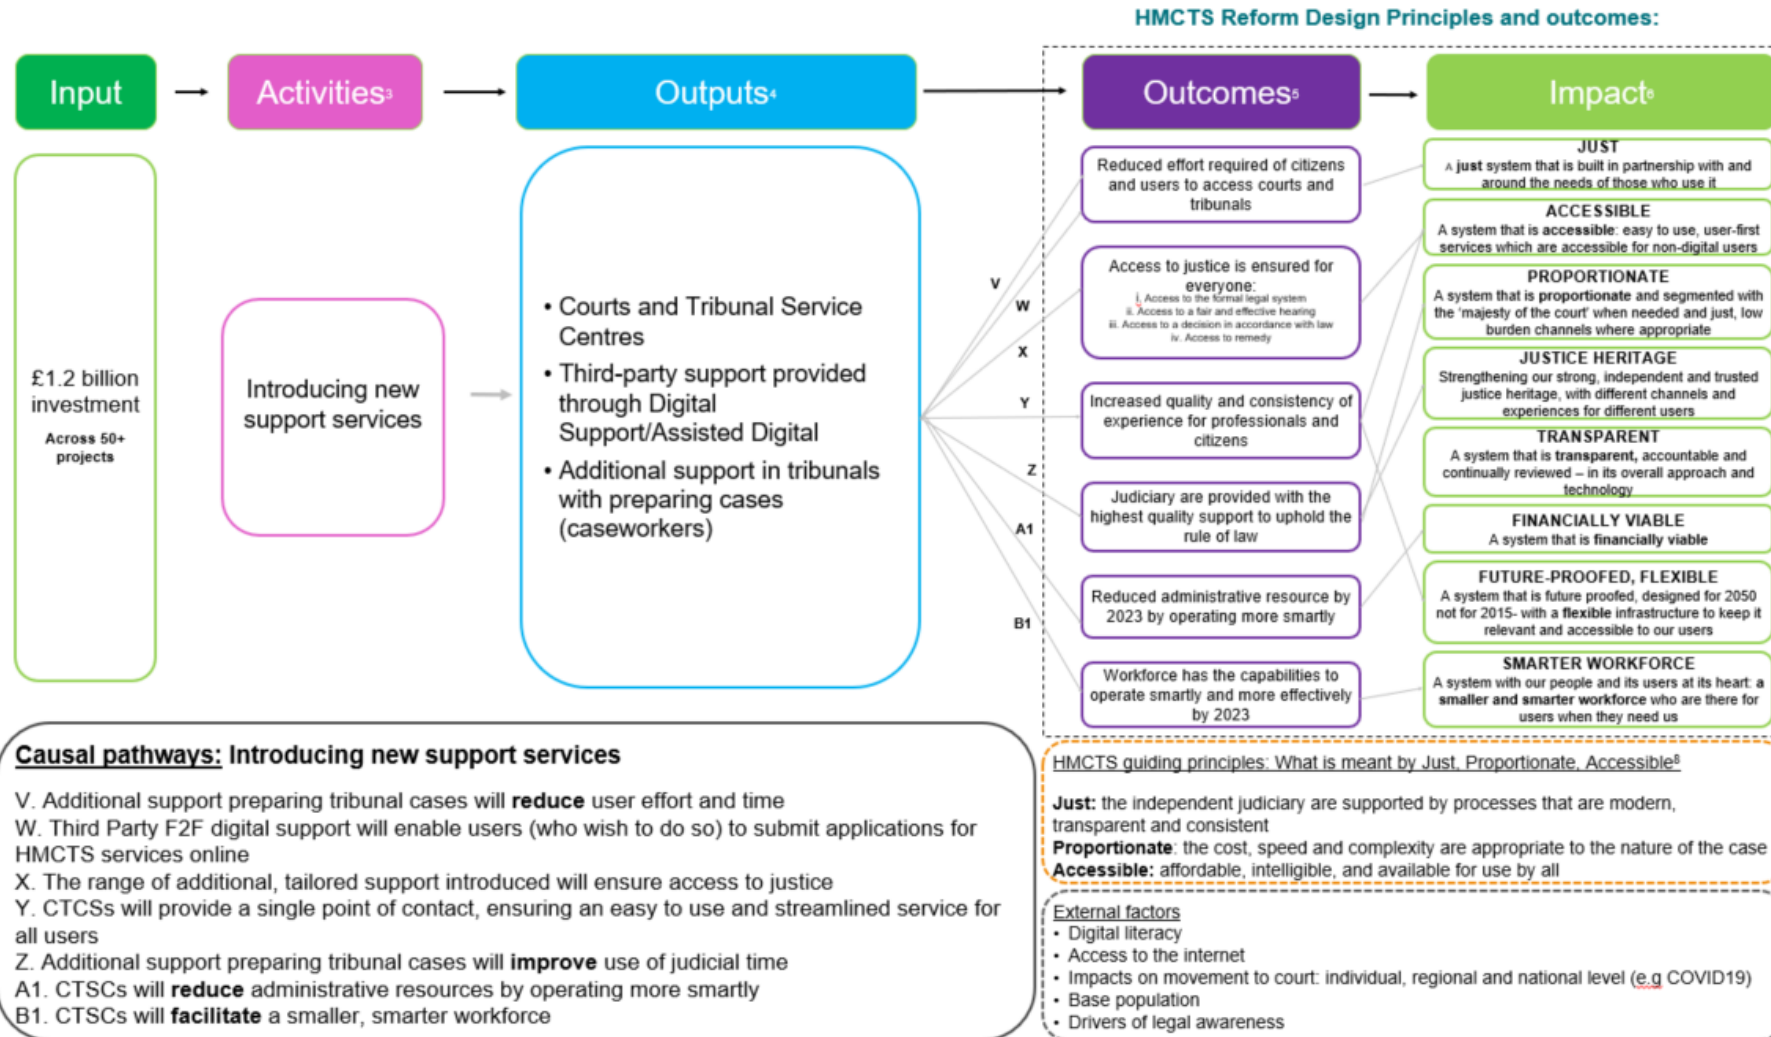 HMCTS Reform Design Principles and outcomes:
Input
Activities3
Outputs4
Outcomes5
Impact6
£1.2 billion
investment
Across 50+
projects
Introducing new
support services
• Courts and Tribunal Service
Centres
• Third-party support provided
through Digital
Support/Assisted Digital
• Additional support in tribunals
with preparing cases
(caseworkers)
V
W
X
Y
Z
A1
B1
Reduced effort required of citizens
and users to access courts and
tribunals
Access to justice is ensured for
everyone:
i. Access to the formal legal system
ii. Access to a fair and effective hearing
iii. Access to a decision in accordance with law
iv. Access to remedy
Increased quality and consistency of
experience for professionals and
citizens
Judiciary are provided with the
highest quality support to uphold the
rule of law
Reduced administrative resource by
2023 by operating more smartly
Workforce has the capabilities to
operate smartly and more effectively
by 2023
JUST
A just system that is built in partnership with and
around the needs of those who use it
ACCESSIBLE
A system that is accessible: easy to use, user-first
services which are accessible for non-digital users
PROPORTIONATE
A system that is proportionate and segmented with
the ‘majesty of the court’ when needed and just, low
burden channels where appropriate
JUSTICE HERITAGE
Strengthening our strong, independent and trusted
justice heritage, with different channels and
experiences for different users
TRANSPARENT
A system that is transparent, accountable and
continually reviewed – in its overall approach and
technology
FINANCIALLY VIABLE
A system that is financially viable
FUTURE-PROOFED, FLEXIBLE
A system that is future proofed, designed for 2050
not for 2015- with a flexible infrastructure to keep it
relevant and accessible to our users
SMARTER WORKFORCE
A system with our people and its users at its heart: a
smaller and smarter workforce who are there for
users when they need us
Causal pathways: Introducing new support services
V. Additional support preparing tribunal cases will reduce user effort and time
W. Third Party F2F digital support will enable users (who wish to do so) to submit applications for
HMCTS services online
X. The range of additional, tailored support introduced will ensure access to justice
Y. CTCSs will provide a single point of contact, ensuring an easy to use and streamlined service for
all users
Z. Additional support preparing tribunal cases will improve use of judicial time
A1. CTSCs will reduce administrative resources by operating more smartly
B1. CTSCs will facilitate a smaller, smarter workforce
HMCTS guiding principles: What is meant by Just, Proportionate, Accessible8
Just: the independent judiciary are supported by processes that are modern,
transparent and consistent
Proportionate: the cost, speed and complexity are appropriate to the nature of the case
Accessible: affordable, intelligible, and available for use by all
External factors
• Digital literacy
• Access to the internet
• Impacts on movement to court: individual, regional and national level (e.g COVID19)
• Base population
• Drivers of legal awareness